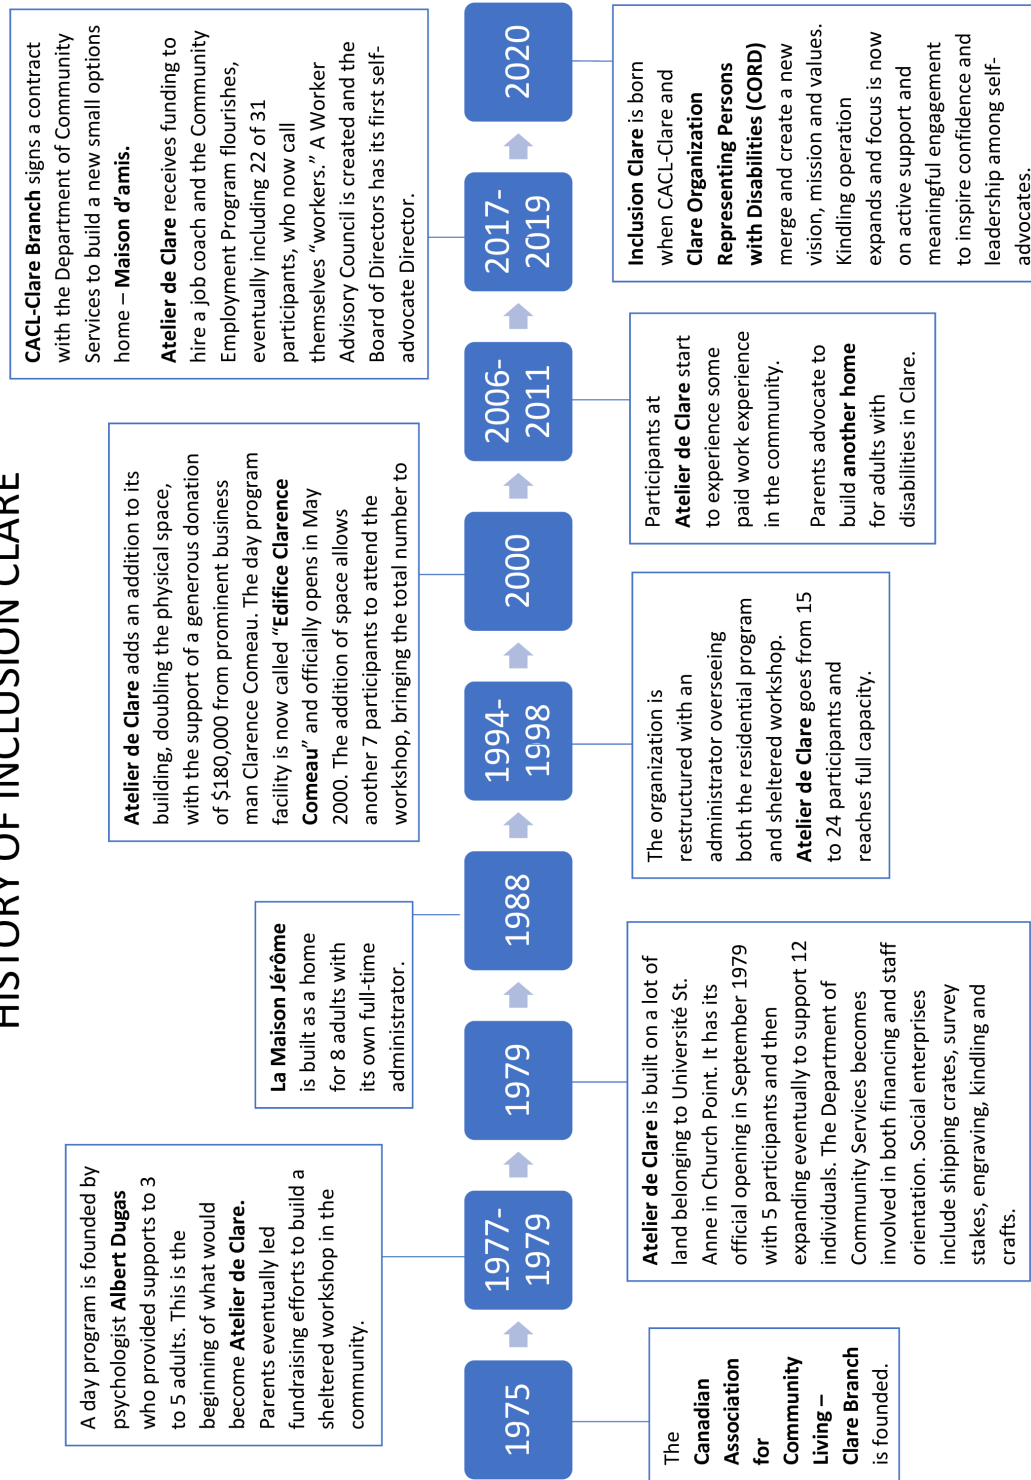 HISTORY OF INCLUSION CLARE
1975
The
Canadian
Association
for
Community
Living –
Clare Branch
is founded.
1977-
1979
A day program is founded by
psychologist Albert Dugas
who provided supports to 3
to 5 adults. This is the
beginning of what would
become Atelier de Clare.
Parents eventually led
fundraising efforts to build a
sheltered workshop in the
community.
1979
Atelier de Clare is built on a lot of
land belonging to Université St.
Anne in Church Point. It has its
official opening in September 1979
with 5 participants and then
expanding eventually to support 12
individuals. The Department of
Community Services becomes
involved in both financing and staff
orientation. Social enterprises
include shipping crates, survey
stakes, engraving, kindling and
crafts.
1988
La Maison Jérôme
is built as a home
for 8 adults with
its own full-time
administrator.
1994-
1998
The organization is
restructured with an
administrator overseeing
both the residential program
and sheltered workshop.
Atelier de Clare goes from 15
to 24 participants and
reaches full capacity.
2000
Atelier de Clare adds an addition to its
building, doubling the physical space,
with the support of a generous donation
of $180,000 from prominent business
man Clarence Comeau. The day program
facility is now called “Edifice Clarence
Comeau” and officially opens in May
2000. The addition of space allows
another 7 participants to attend the
workshop, bringing the total number to
2006-
2011
Participants at
Atelier de Clare start
to experience some
paid work experience
in the community.
Parents advocate to
build another home
for adults with
disabilities in Clare.
2017-
2019
CACL-Clare Branch signs a contract
with the Department of Community
Services to build a new small options
home – Maison d’amis.
Atelier de Clare receives funding to
hire a job coach and the Community
Employment Program flourishes,
eventually including 22 of 31
participants, who now call
themselves “workers.” A Worker
Advisory Council is created and the
Board of Directors has its first self-
advocate Director.
2020
Inclusion Clare is born
when CACL-Clare and
Clare Organization
Representing Persons
with Disabilities (CORD)
merge and create a new
vision, mission and values.
Kindling operation
expands and focus is now
on active support and
meaningful engagement
to inspire confidence and
leadership among self-
advocates.